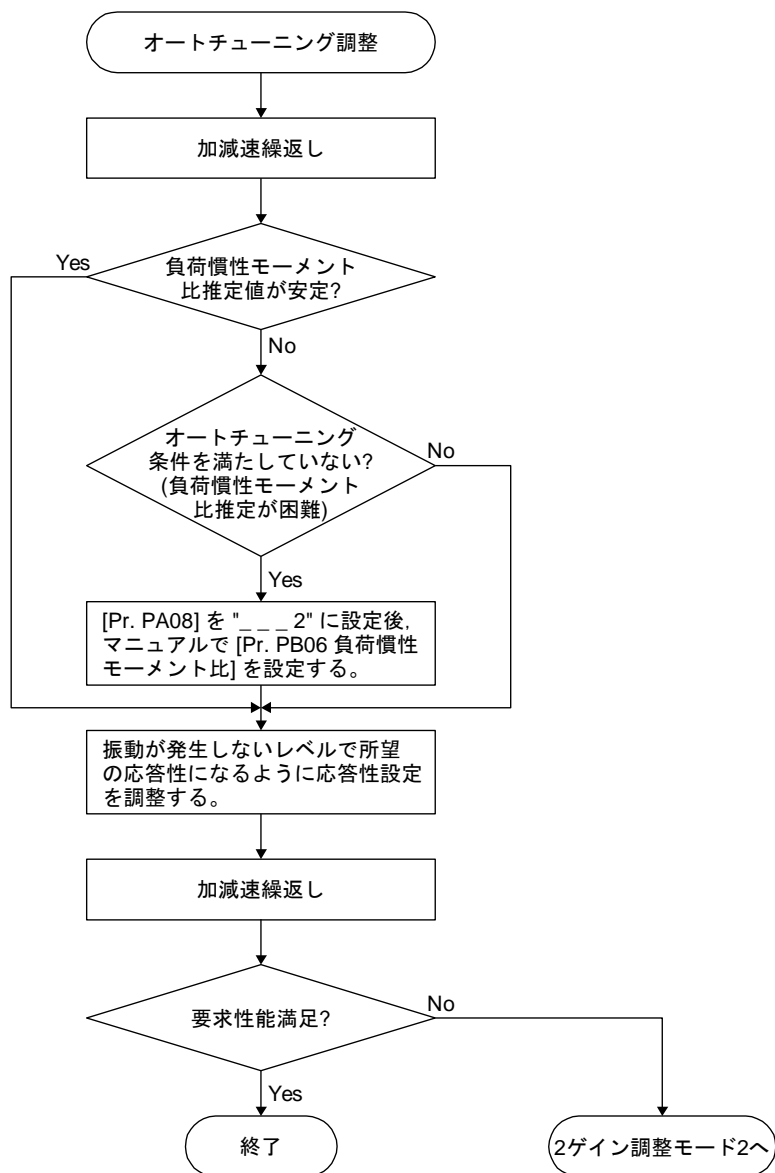 オートチューニング調整
加減速繰返し
負荷慣性モーメント
比推定値が安定?
Yes
No
オートチューニング
条件を満たしていない?
(負荷慣性モーメント
比推定が困難)
No
Yes
[Pr. PA08] を "_ _ _ 2" に設定後,
マニュアルで [Pr. PB06 負荷慣性
モーメント比] を設定する。
振動が発生しないレベルで所望
の応答性になるように応答性設定
を調整する。
加減速繰返し
要求性能満足?
No
Yes
終了
2ゲイン調整モード2へ